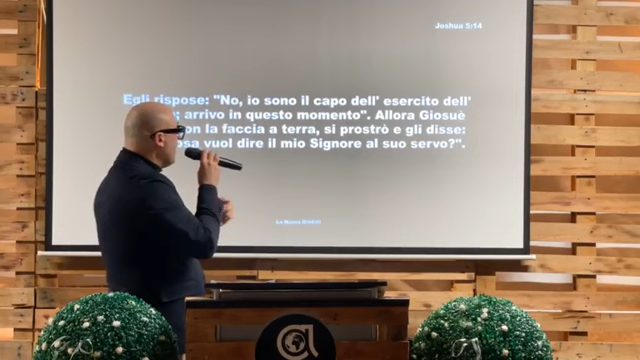 Joshua 5:14
Egli rispose: "No, io sono il capo dell' esercito dell'
; arrivo in questo momento". Allora Giosuè
con la faccia a terra, si prostrò e gli disse:
vuol dire il mio Signore al suo servo?".
La Nuova Diodati